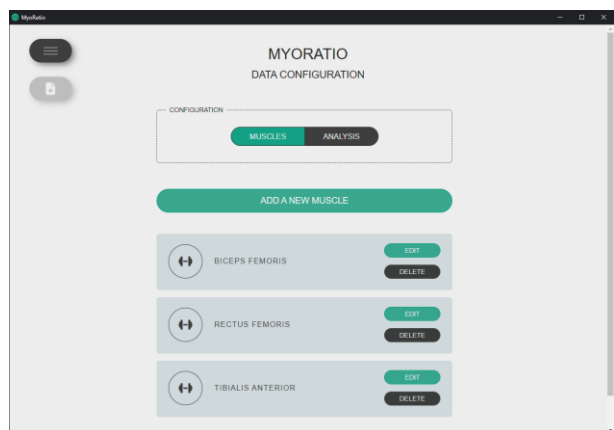 MyoRatio
MYORATIO
DATA CONFIGURATION
CONFIGURATION
MUSCLES ANALYSIS
ADD A NEW MUSCLE
BICEPS FEMORIS
EDIT
DELETE
RECTUS FEMORIS
EDIT
DELETE
TIBIALIS ANTERIOR
EDIT
DELETE